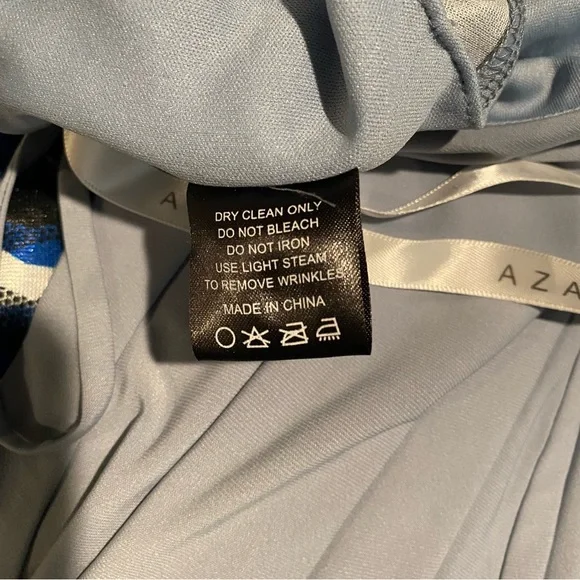 DRY CLEAN ONLY
DO NOT BLEACH
DO NOT IRON
USE LIGHT STEAM
TO REMOVE WRINKLES
MADE IN CHINA
A
AZA